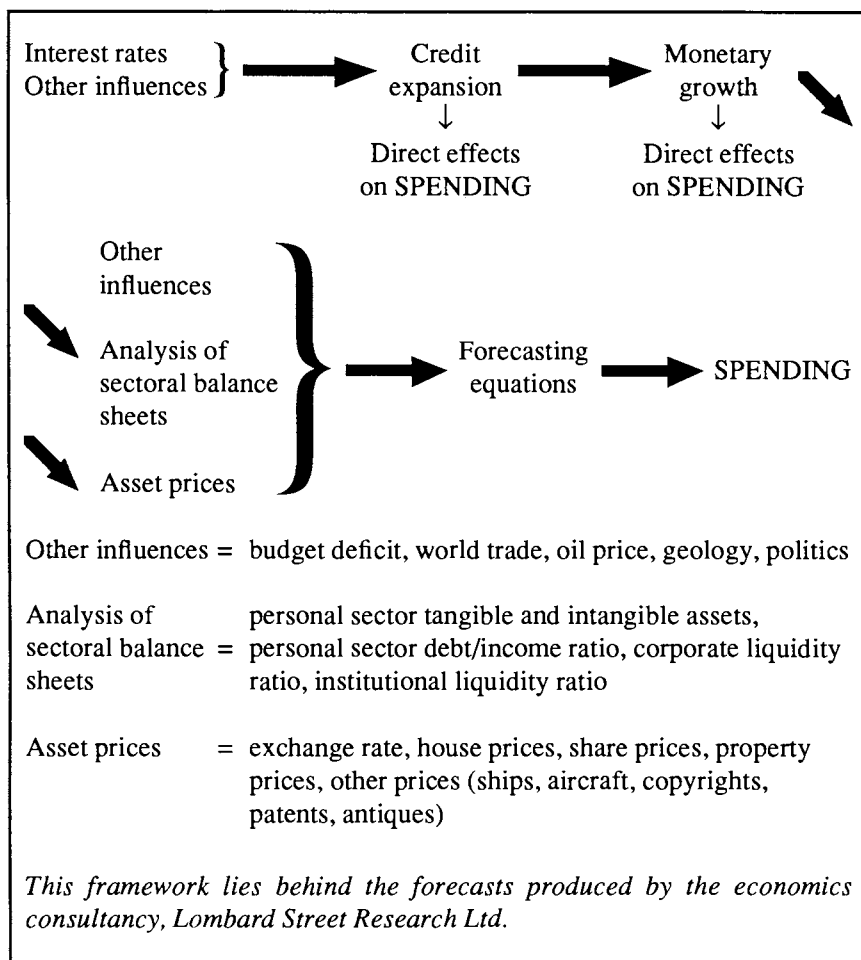 Interest rates
Other influences
Credit
expansion
Monetary
growth
Direct effects
on SPENDING
Direct effects
on SPENDING
Other
influences
Analysis of
sectoral balance
sheets
Asset prices
Forecasting
equations
SPENDING
Other influences = budget deficit, world trade, oil price, geology, politics
Analysis of personal sector tangible and intangible assets,
sectoral balance = personal sector debt/income ratio, corporate liquidity
sheets ratio, institutional liquidity ratio
Asset prices = exchange rate, house prices, share prices, property
prices, other prices (ships, aircraft, copyrights,
patents, antiques)
This framework lies behind the forecasts produced by the economics
consultancy, Lombard Street Research Ltd.